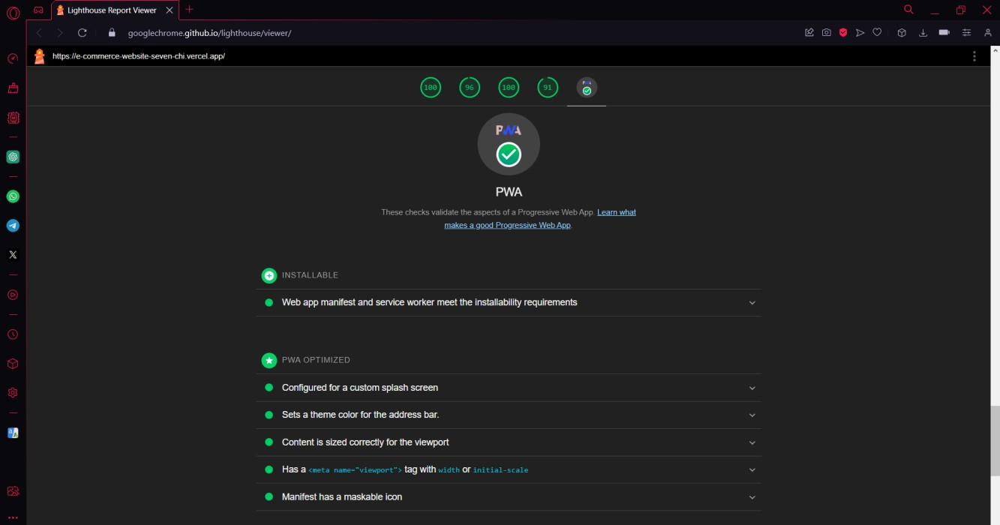 Lighthouse Report Viewer
googlechrome.github.io/lighthouse/viewer/
https://e-commerce-website-seven-chi.vercel.app/
100 96 100 91 PWA
PWA
PWA
These checks validate the aspects of a Progressive Web App. Learn what
makes a good Progressive Web App.
INSTALLABLE
Web app manifest and service worker meet the installability requirements
PWA OPTIMIZED
Configured for a custom splash screen
Sets a theme color for the address bar.
Content is sized correctly for the viewport
Has a <meta name="viewport"> tag with width or initial-scale
Manifest has a maskable icon